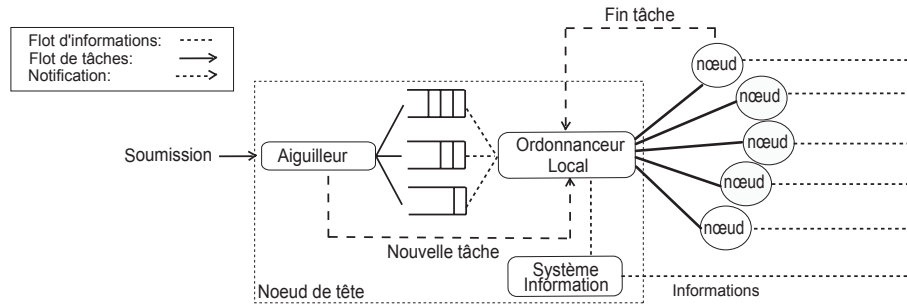 Fin tâche
Flot d'informations:
Flot de tâches:
Notification:
nœud
nœud
nœud
nœud
nœud
Soumission
Aiguilleur
Ordonnanceur
Local
Nouvelle tâche
Système
Information
Noeud de tête
Informations